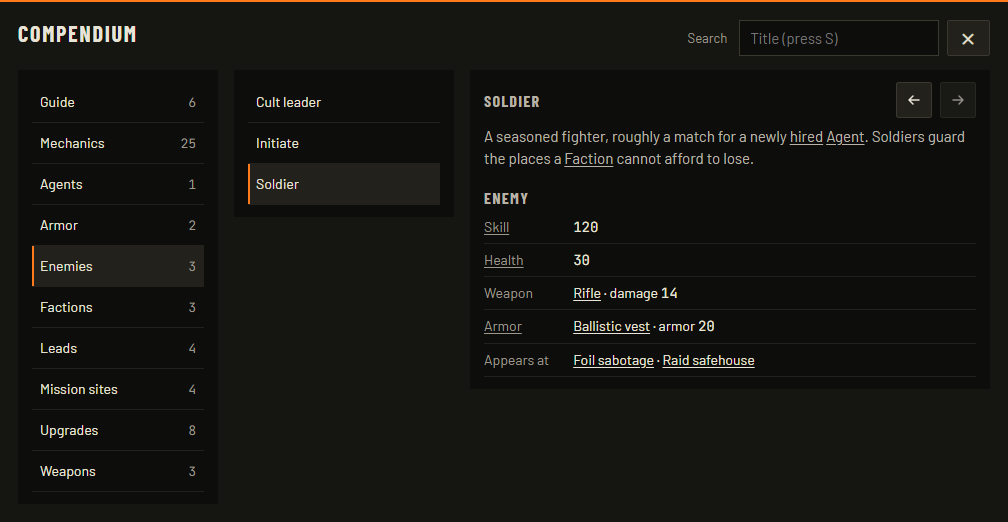 COMPENDIUM
Search
Title (press S)
Guide 6
Mechanics 25
Agents 1
Armor 2
Enemies 3
Factions 3
Leads 4
Mission sites 4
Upgrades 8
Weapons 3
Cult leader
Initiate
Soldier
SOLDIER
A seasoned fighter, roughly a match for a newly hired Agent. Soldiers guard
the places a Faction cannot afford to lose.
ENEMY
Skill 120
Health 30
Weapon Rifle · damage 14
Armor Ballistic vest · armor 20
Appears at Foil sabotage · Raid safehouse